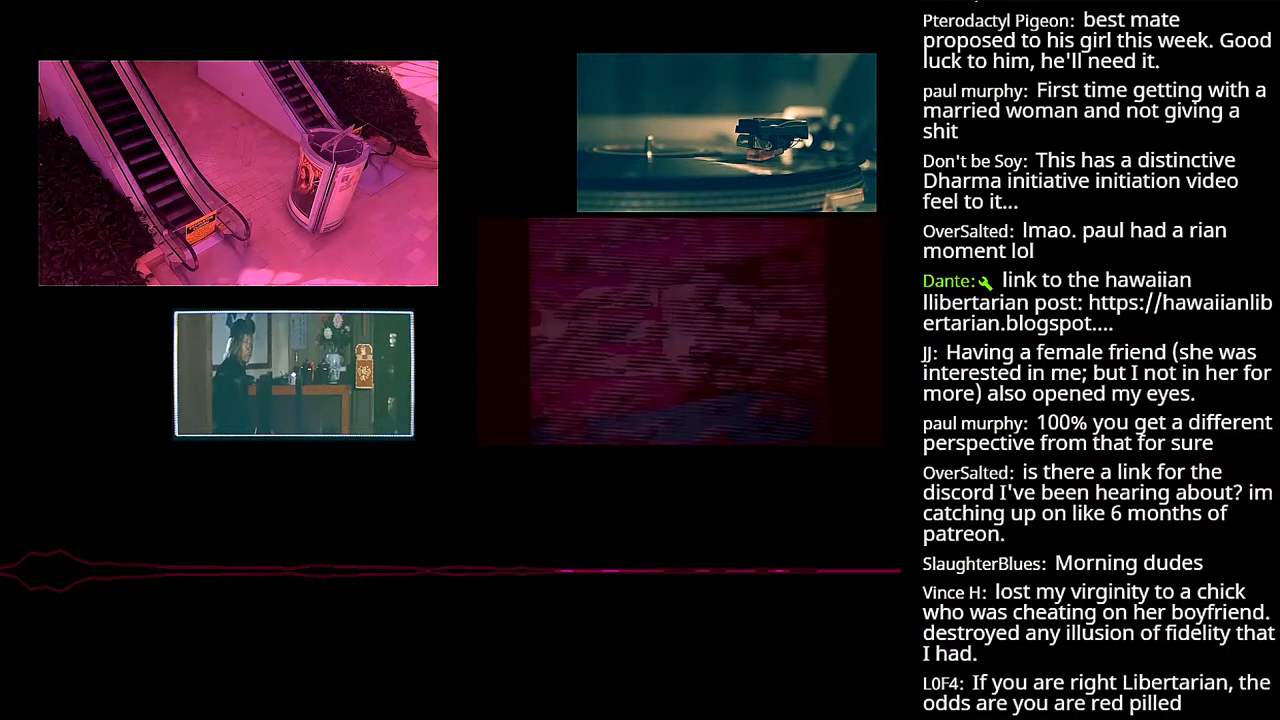 Pterodactyl Pigeon: best mate
proposed to his girl this week. Good
luck to him, he'll need it.
paul murphy: First time getting with a
married woman and not giving a
shit
Don't be Soy: This has a distinctive
Dharma initiative initiation video
feel to it...
OverSalted: lmao. paul had a rian
moment lol
Dante: link to the hawaiian
llibertarian post: https://hawaiianlib
ertarian.blogspot....
JJ: Having a female friend (she was
interested in me; but I not in her for
more) also opened my eyes.
paul murphy: 100% you get a different
perspective from that for sure
OverSalted: is there a link for the
discord I've been hearing about? im
catching up on like 6 months of
patreon.
SlaughterBlues: Morning dudes
Vince H: lost my virginity to a chick
who was cheating on her boyfriend.
destroyed any illusion of fidelity that
I had.
L0F4: If you are right Libertarian, the
odds are you are red pilled